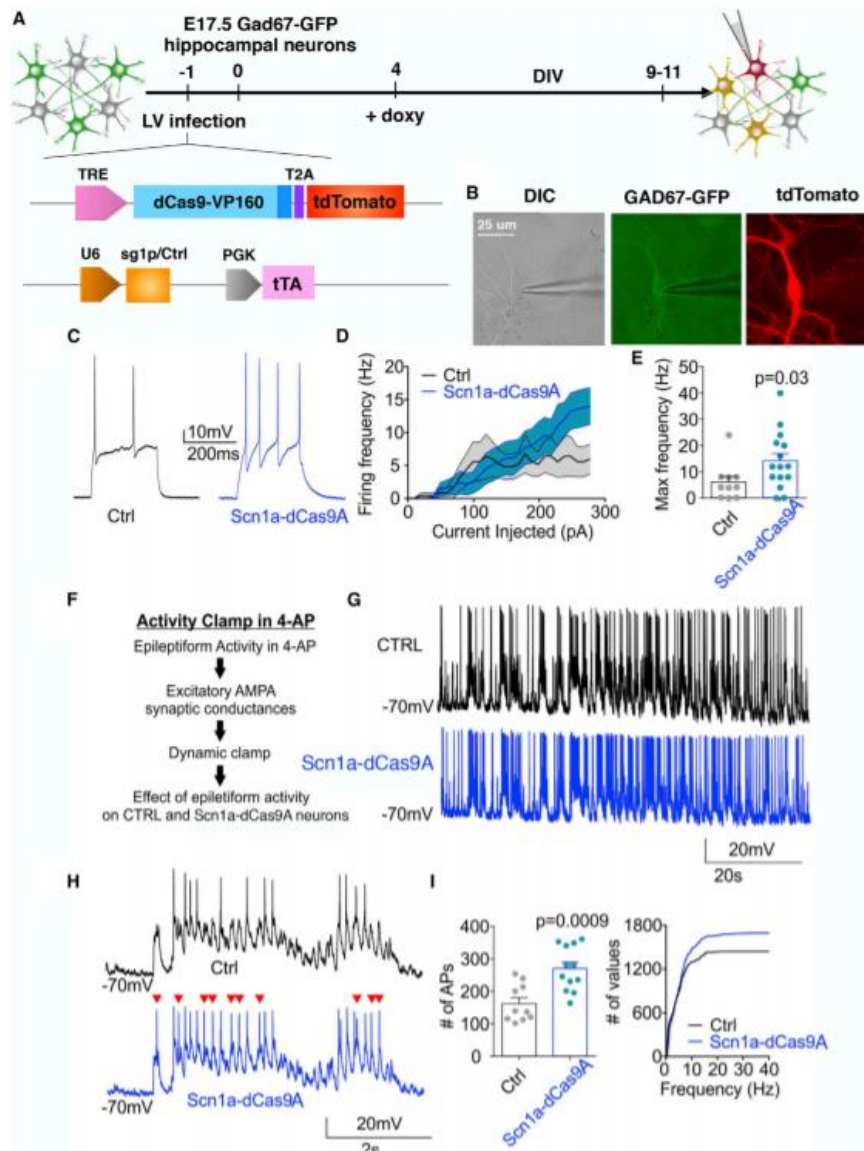 A
E17.5 Gad67-GFP
hippocampal neurons
-1 0 4 DIV 9-11
LV infection + doxy
TRE T2A
dCas9-VP160 tdTomato
U6 sg1p/Ctrl PGK
tTA
B
DIC GAD67-GFP tdTomato
25 um
C
10mV
200ms
Ctrl
Scn1a-dCas9A
D
Firing frequency (Hz)
20
15
10
5
0
Ctrl
Scn1a-dCas9A
0 100 200 300
Current Injected (pA)
E
p=0.03
Max frequency (Hz)
50
40
30
20
10
0
Ctrl
Scn1a-dCas9A
F
Activity Clamp in 4-AP
Epileptiform Activity in 4-AP
Excitatory AMPA
synaptic conductances
Dynamic clamp
Effect of epiletiform activity
on CTRL and Scn1a-dCas9A neurons
G
CTRL
-70mV
Scn1a-dCas9A
-70mV
20mV
20s
H
Ctrl
-70mV
-70mV
Scn1a-dCas9A
20mV
2s
I
p=0.0009
# of APs
400
300
200
100
0
Ctrl
Scn1a-dCas9A
# of values
1800
1200
600
0
Ctrl
Scn1a-dCas9A
0 10 20 30 40
Frequency (Hz)